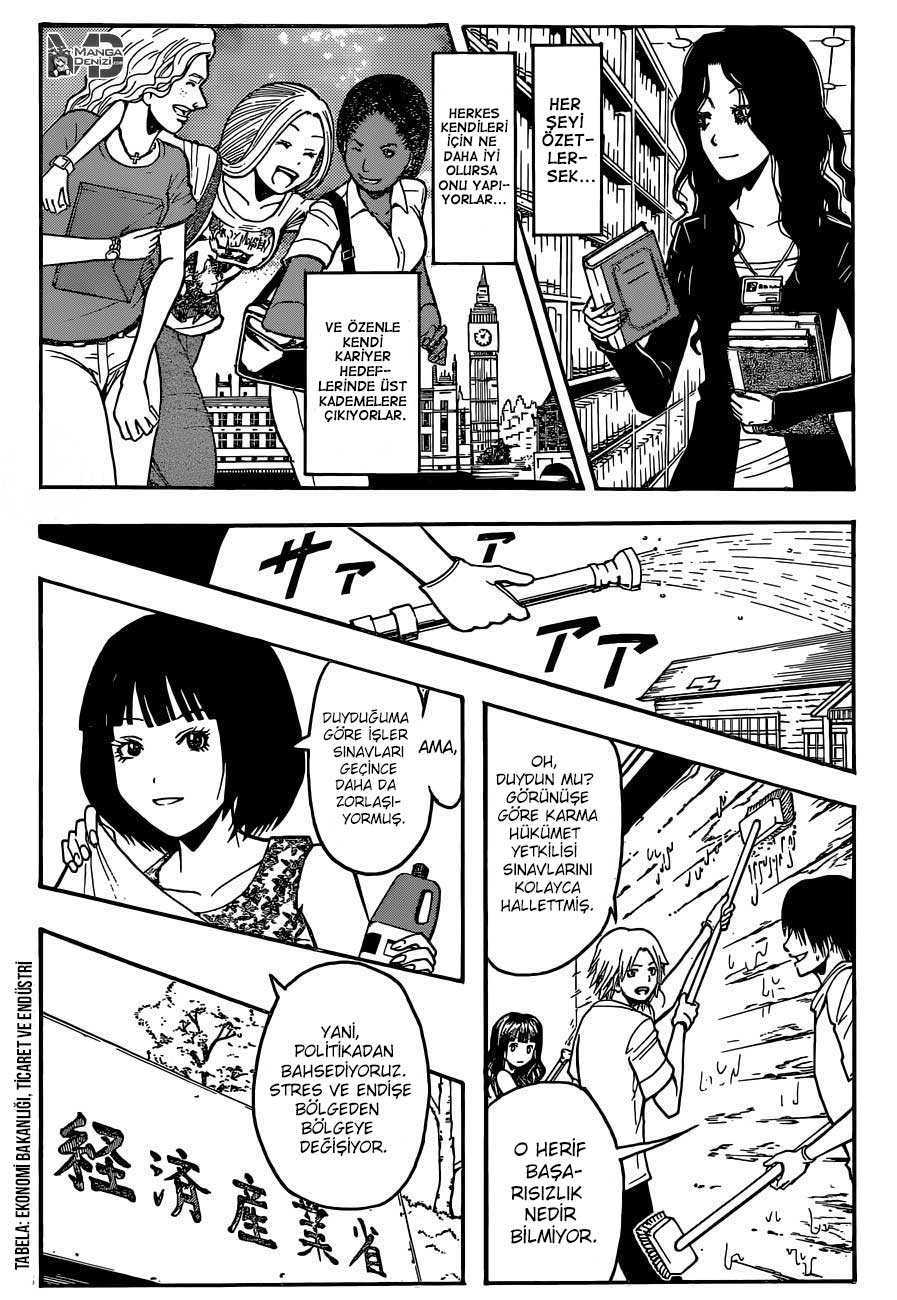 MANGA
DENİZİ
.com
HER
ŞEYİ
ÖZET-
LER-
SEK...
HERKES
KENDİLERİ
İÇİN NE
DAHA İYİ
OLURSA
ONU YAPI-
YORLAR...
VE ÖZENLE
KENDİ
KARİYER
HEDEF-
LERİNDE ÜST
KADEMELERE
ÇIKIYORLAR.
ザァァ
アア
OH,
DUYDUN MU?
GÖRÜNÜŞE
GÖRE KARMA
HÜKÜMET
YETKİLİSİ
SINAVLARINI
KOLAYCA
HALLETTMİŞ.
O HERİF
BAŞA-
RISIZLIK
NEDİR
BİLMİYOR.
AMA,
DUYDUĞUMA
GÖRE İŞLER
SINAVLARI
GEÇİNCE
DAHA DA
ZORLAŞI-
YORMUŞ.
YANİ,
POLİTİKADAN
BAHSEDİYORUZ.
STRES VE ENDİŞE
BÖLGEDEN
BÖLGEYE
DEĞİŞİYOR.
経済産業省
TABELA: EKONOMİ BAKANLIĞI, TİCARET VE ENDÜSTRİ